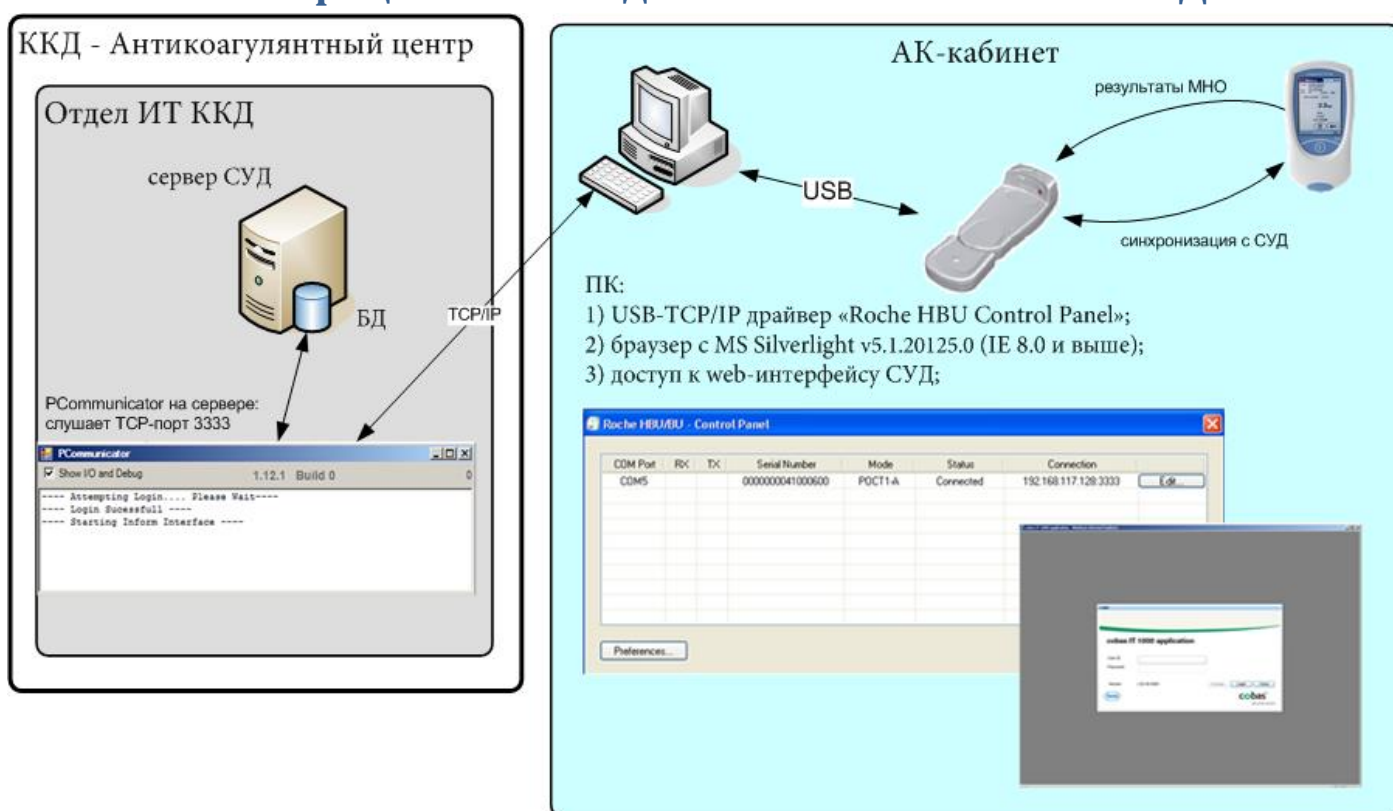 ККД - Антикоагулянтный центр
Отдел ИТ ККД
сервер СУД
БД
PCommunicator на сервере:
слушает TCP-порт 3333
PCommunicator
Show I/O and Debug 1.12.1 Build 0 0
---- Attempting Login.... Please Wait----
---- Login Sucessfull ----
---- Starting Inform Interface ----
TCP/IP
АК-кабинет
результаты МНО
USB
синхронизация с СУД
ПК:
1) USB-TCP/IP драйвер «Roche HBU Control Panel»;
2) браузер с MS Silverlight v5.1.20125.0 (IE 8.0 и выше);
3) доступ к web-интерфейсу СУД;
Roche HBU/BU - Control Panel
COM Port RX TX Serial Number Mode Status Connection
COM5 0000000041000600 POCT1-A Connected 192.168.117.128:3333 Edit...
Preferences...
cobas IT 1000 application
cobas